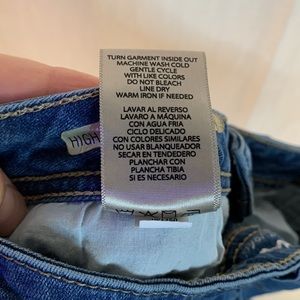 TURN GARMENT INSIDE OUT
MACHINE WASH COLD
GENTLE CYCLE
WITH LIKE COLORS
DO NOT BLEACH
LINE DRY
WARM IRON IF NEEDED
LAVAR AL REVERSO
LAVARO A MÁQUINA
CON AGUA FRIA
CICLO DELICADO
CON COLORES SIMILARES
NO USAR BLANQUEADOR
SECAR EN TENDEDERO
PLANCHAR CON
PLANCHA TIBIA
SI ES NECESARIO
HIGH